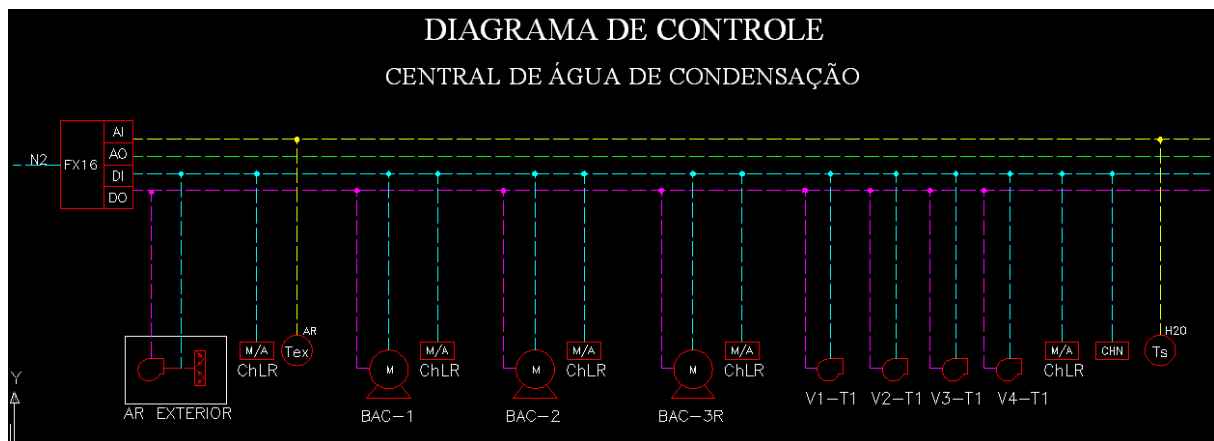 DIAGRAMA DE CONTROLE
CENTRAL DE ÁGUA DE CONDENSAÇÃO
N2
FX16
AI
AO
DI
DO
AR EXTERIOR
M/A
ChLR
AR
Tex
M
BAC-1
M/A
ChLR
M
BAC-2
M/A
ChLR
M
BAC-3R
M/A
ChLR
V1-T1
V2-T1
V3-T1
V4-T1
M/A
ChLR
CHN
H20
Ts
Y